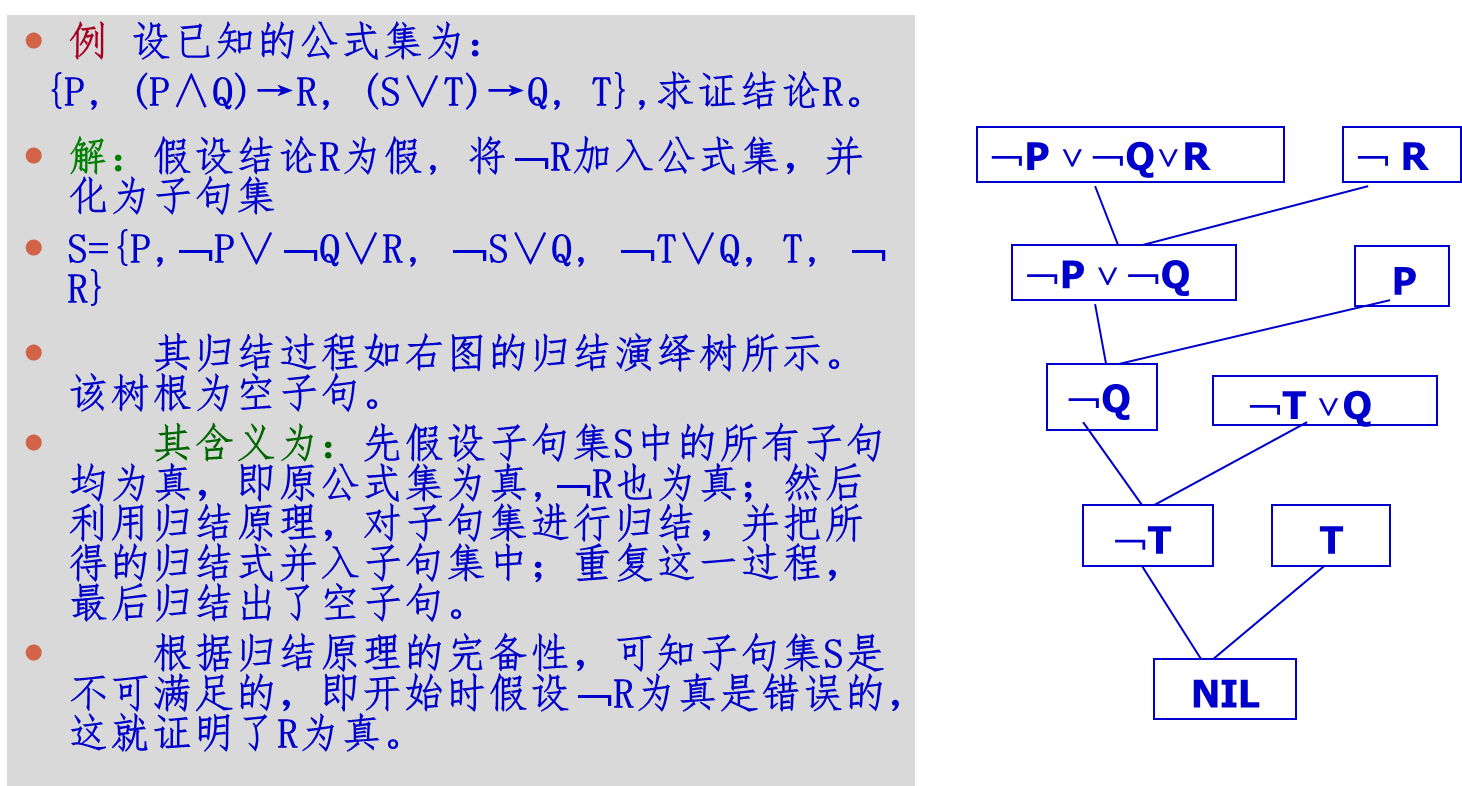 例 设已知的公式集为：
{P, (P∧Q)→R, (S∨T)→Q, T},求证结论R。
解：假设结论R为假，将﹁R加入公式集，并
化为子句集
S={P,﹁P∨﹁Q∨R, ﹁S∨Q, ﹁T∨Q, T, ﹁
R}
其归结过程如右图的归结演绎树所示。
该树根为空子句。
其含义为：先假设子句集S中的所有子句
均为真，即原公式集为真,﹁R也为真；然后
利用归结原理，对子句集进行归结，并把所
得的归结式并入子句集中；重复这一过程，
最后归结出了空子句。
根据归结原理的完备性，可知子句集S是
不可满足的，即开始时假设﹁R为真是错误的，
这就证明了R为真。
﹁P ∨ ﹁Q∨R
﹁ R
﹁P ∨ ﹁Q
P
﹁Q
﹁T ∨Q
﹁T
T
NIL